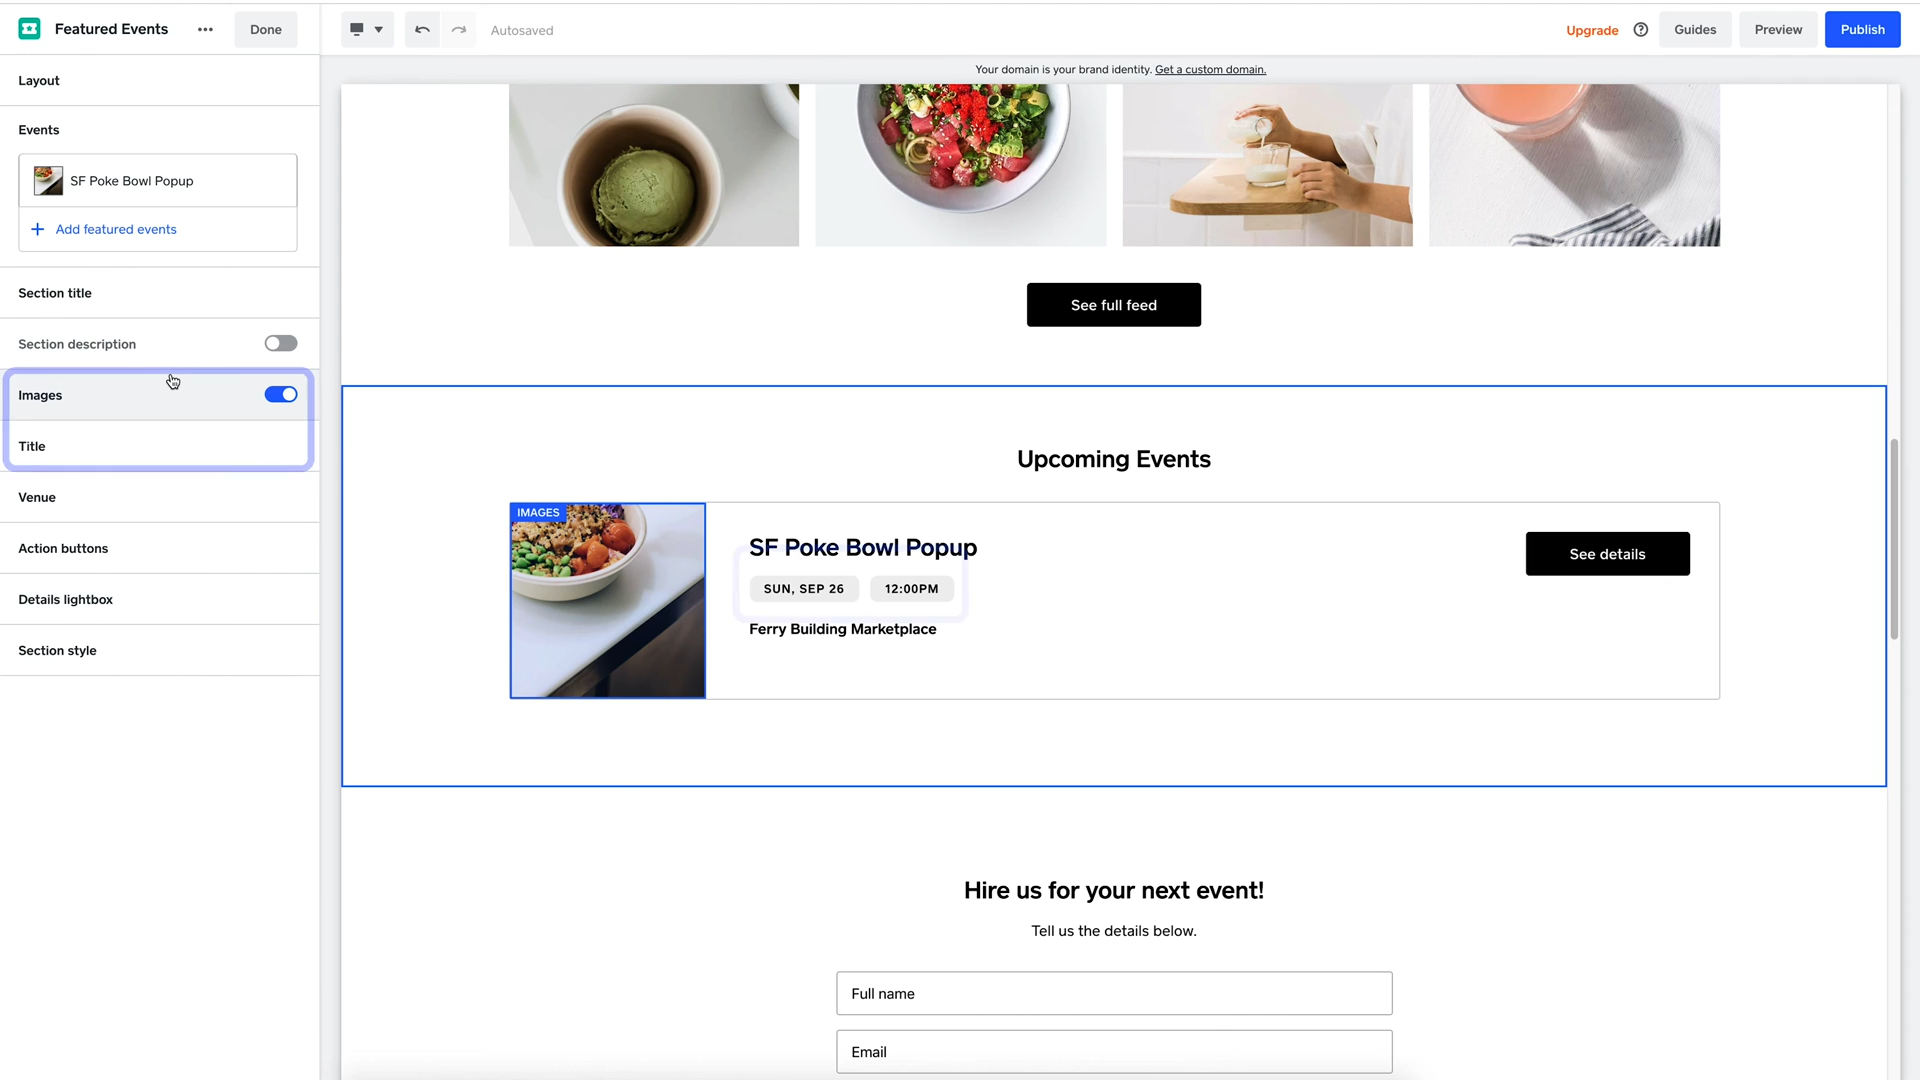 Featured Events
Done
Autosaved
Upgrade
Guides
Preview
Publish
Layout
Events
SF Poke Bowl Popup
Add featured events
Section title
Section description
Images
Title
Venue
Action buttons
Details lightbox
Section style
Your domain is your brand identity. Get a custom domain.
See full feed
Upcoming Events
IMAGES
SF Poke Bowl Popup
SUN, SEP 26 12:00PM
Ferry Building Marketplace
See details
Hire us for your next event!
Tell us the details below.
Full name
Email